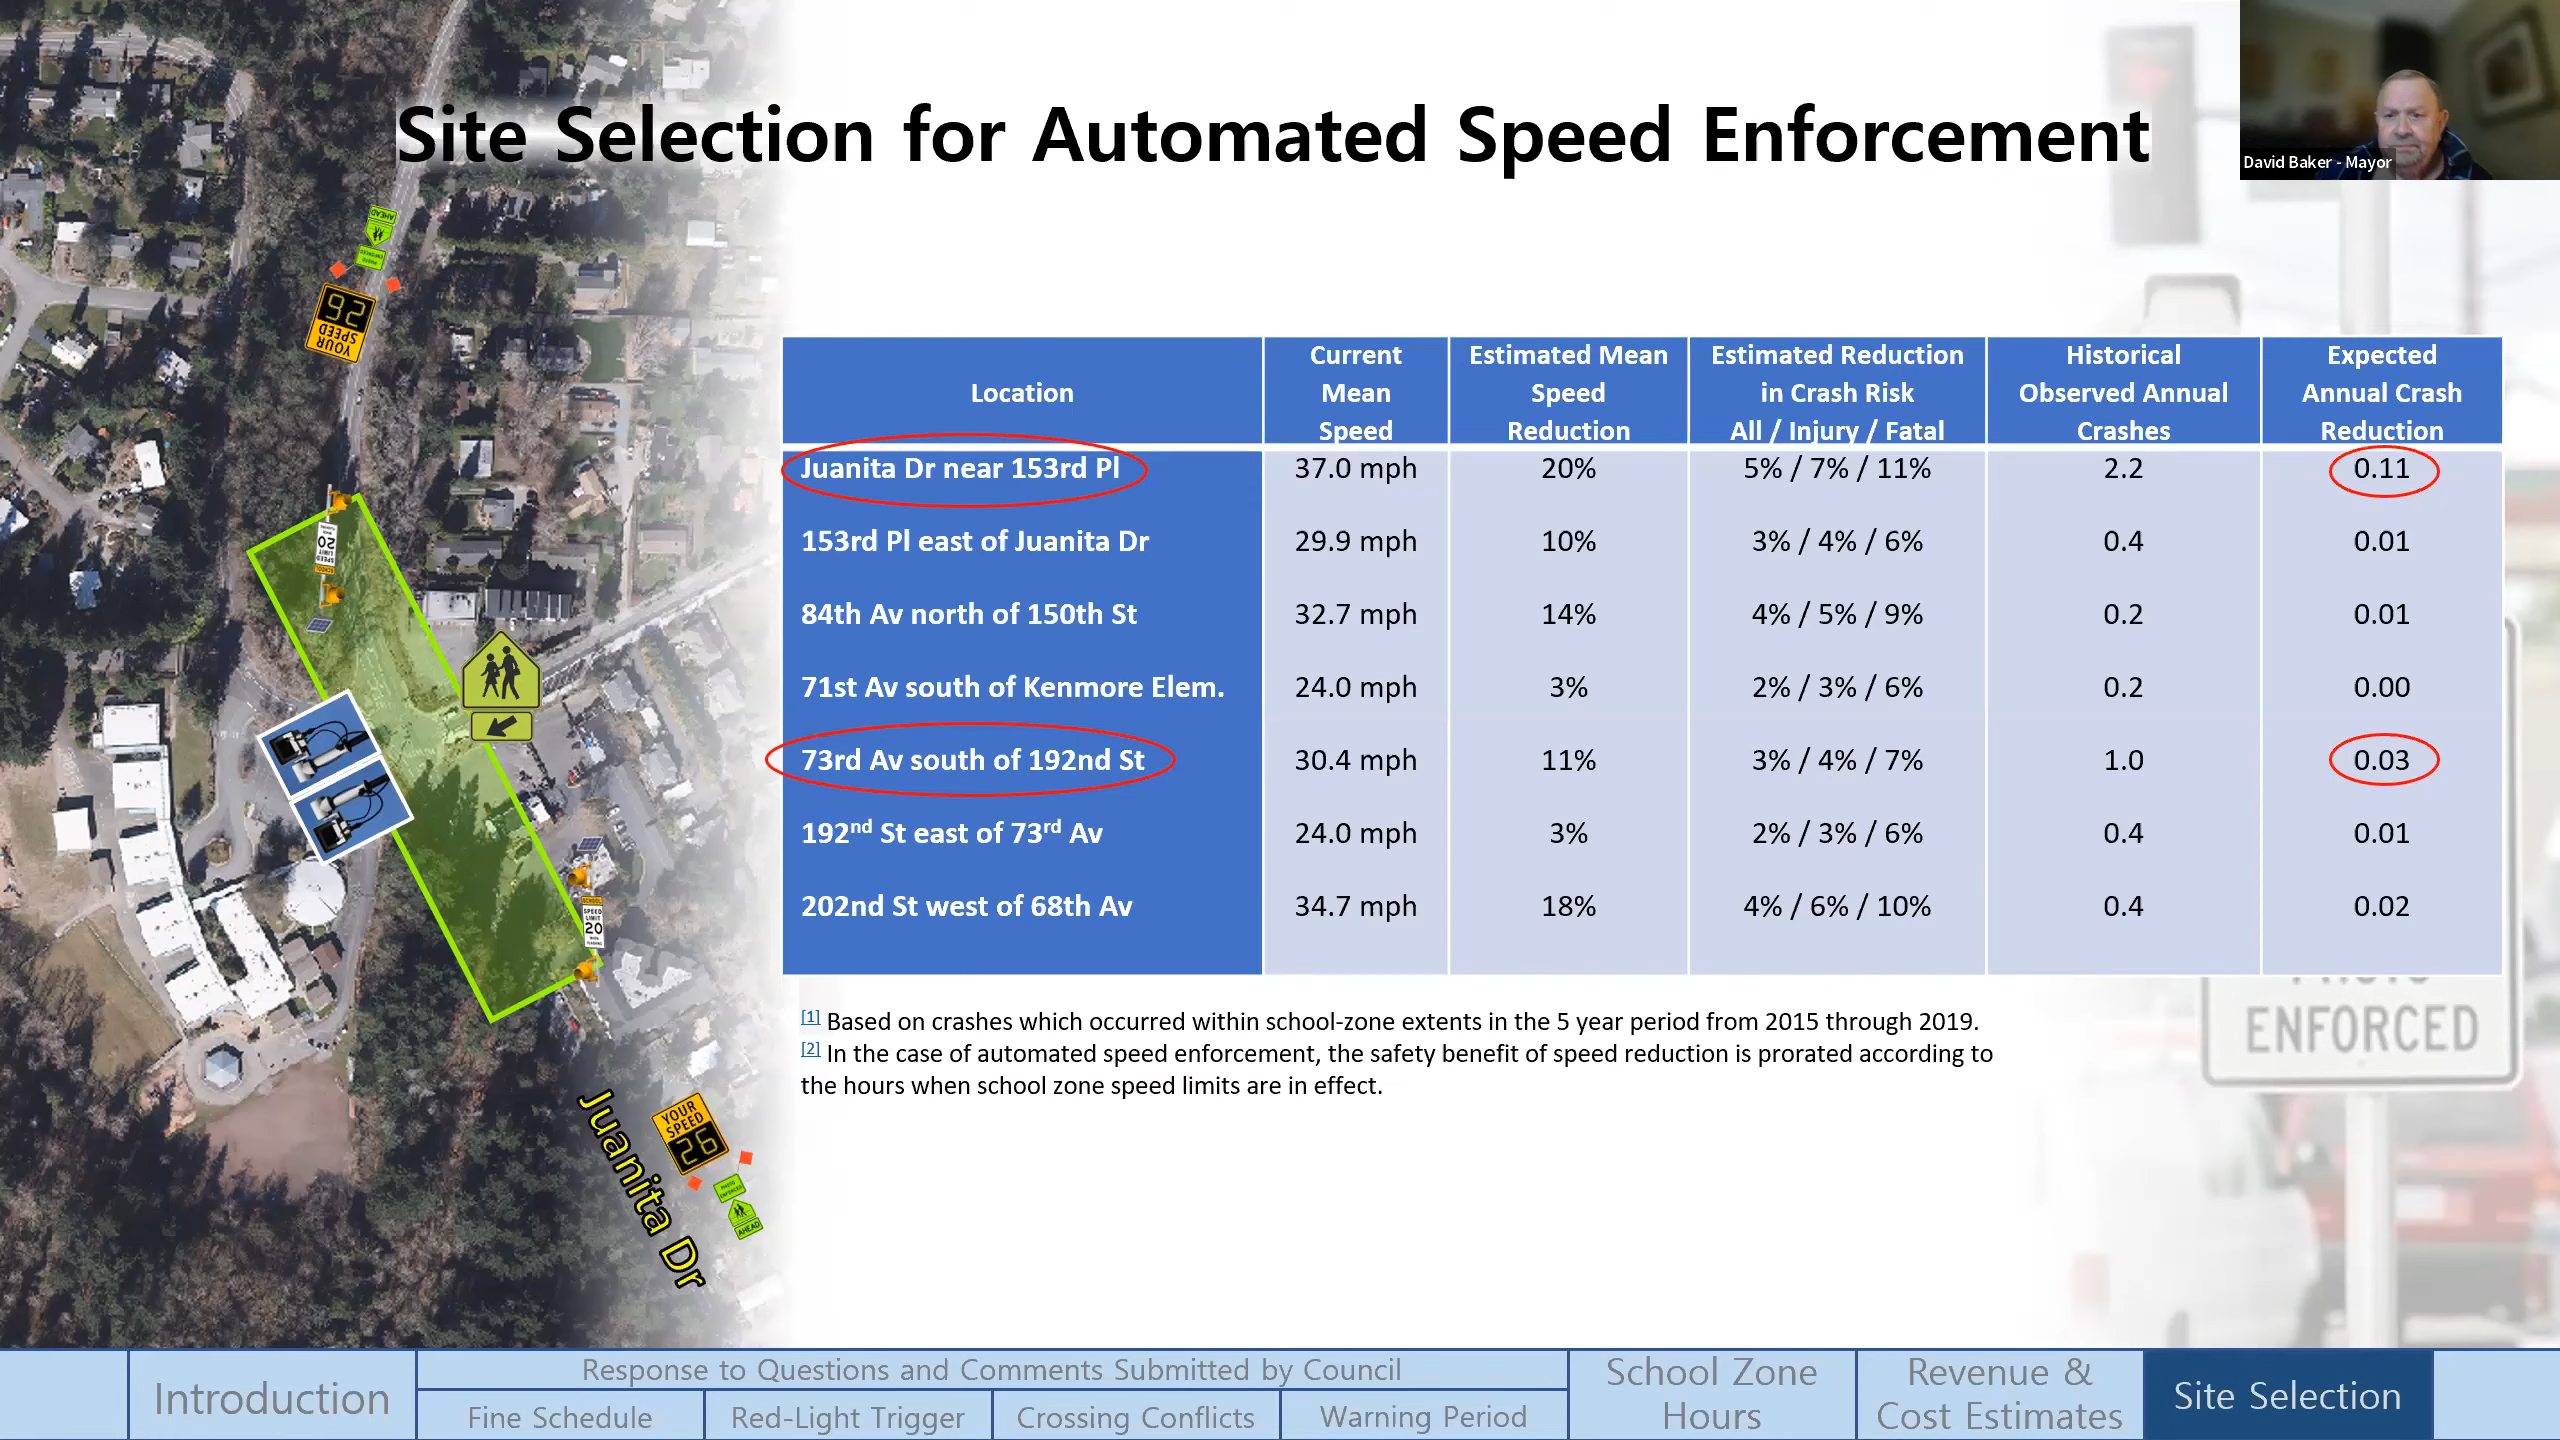 Site Selection for Automated Speed Enforcement
David Baker - Mayor
AHEAD
YOUR
SPEED
26
SCHOOL
SPEED
LIMIT
20
Location
Current
Mean
Speed
Estimated Mean
Speed
Reduction
Estimated Reduction
in Crash Risk
All / Injury / Fatal
Historical
Observed Annual
Crashes
Expected
Annual Crash
Reduction
Juanita Dr near 153rd Pl 37.0 mph 20% 5% / 7% / 11% 2.2 0.11
153rd Pl east of Juanita Dr 29.9 mph 10% 3% / 4% / 6% 0.4 0.01
84th Av north of 150th St 32.7 mph 14% 4% / 5% / 9% 0.2 0.01
71st Av south of Kenmore Elem. 24.0 mph 3% 2% / 3% / 6% 0.2 0.00
73rd Av south of 192nd St 30.4 mph 11% 3% / 4% / 7% 1.0 0.03
192nd St east of 73rd Av 24.0 mph 3% 2% / 3% / 6% 0.4 0.01
202nd St west of 68th Av 34.7 mph 18% 4% / 6% / 10% 0.4 0.02
SCHOOL
SPEED
LIMIT
20
[1] Based on crashes which occurred within school-zone extents in the 5 year period from 2015 through 2019.
[2] In the case of automated speed enforcement, the safety benefit of speed reduction is prorated according to
the hours when school zone speed limits are in effect.
ENFORCED
Juanita Dr
YOUR
SPEED
26
PHOTO
ENFORCED
AHEAD
Introduction
Response to Questions and Comments Submitted by Council
Fine Schedule
Red-Light Trigger
Crossing Conflicts
Warning Period
School Zone
Hours
Revenue &
Cost Estimates
Site Selection